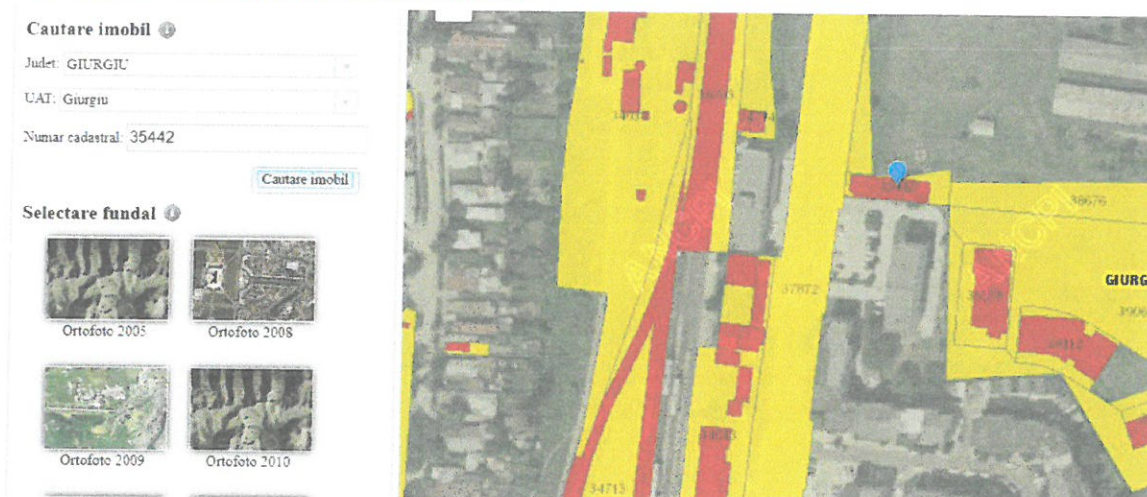 Cautare imobil
Judet: GIURGIU
UAT: Giurgiu
Numar cadastral: 35442
Cautare imobil
Selectare fundal
Ortofoto 2005
Ortofoto 2008
Ortofoto 2009
Ortofoto 2010
38676
GIURG
37872
34713